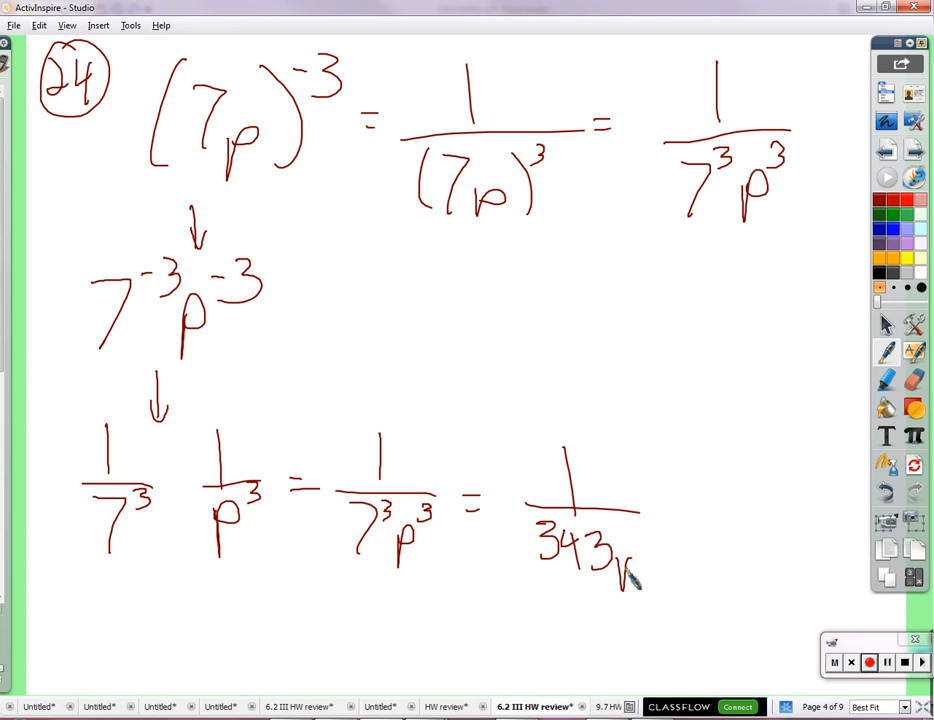 ActivInspire - Studio
File Edit View Insert Tools Help
24 (7p)^-3 = 1/(7p)^3 = 1/7^3 p^3
↓
7^-3 p^-3
↓
1/7^3 1/p^3 = 1/7^3 p^3 = 1/343p
M
Untitled* Untitled* Untitled* Untitled* 6.2 III HW review* Untitled* HW review* 6.2 III HW review* 9.7 HW CLASSFLOW Connect Page 4 of 9 Best Fit